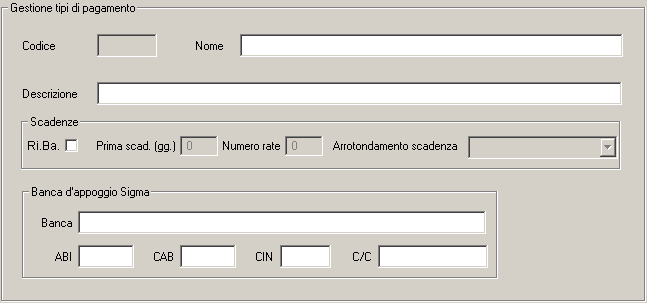 Gestione tipi di pagamento
Codice Nome
Descrizione
Scadenze
Ri.Ba. Prima scad. (gg.) 0 Numero rate 0 Arrotondamento scadenza
Banca d'appoggio Sigma
Banca
ABI CAB CIN C/C